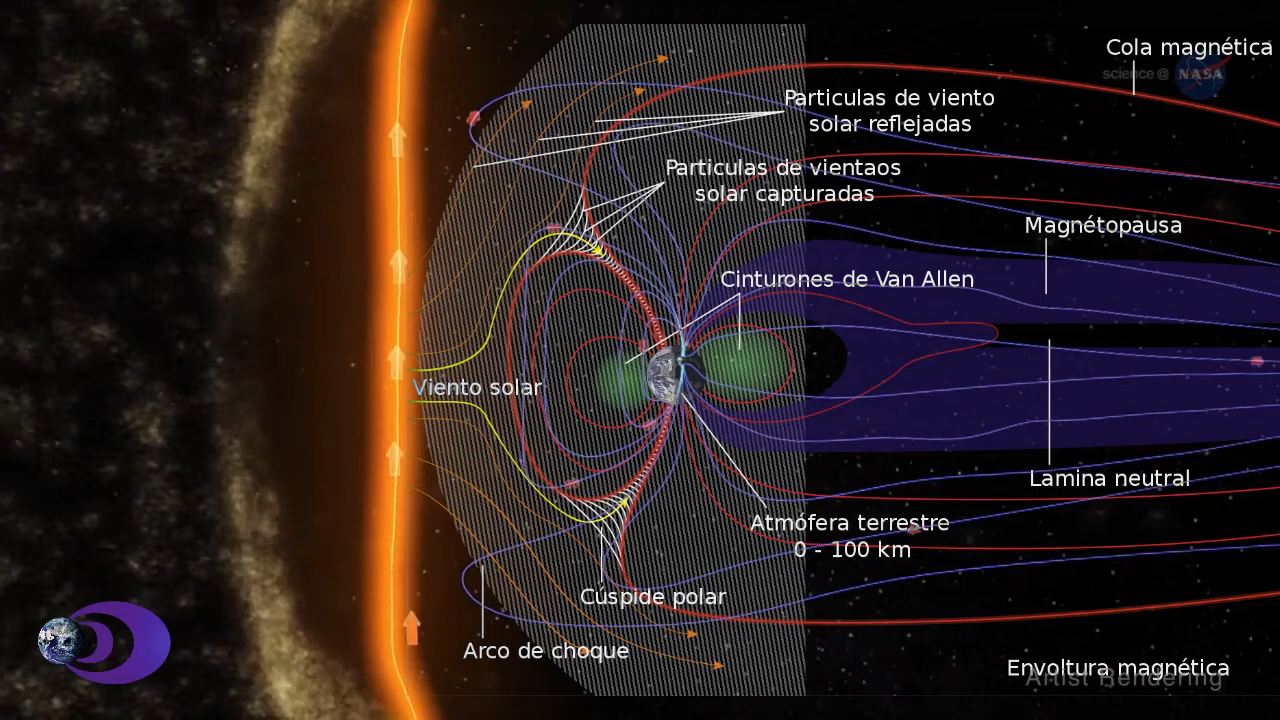 Cola magnética
science@ NASA
Particulas de viento
solar reflejadas
Particulas de vientaos
solar capturadas
Magnétopausa
Cinturones de Van Allen
Viento solar
Lamina neutral
Atmófera terrestre
0 - 100 km
Cúspide polar
Arco de choque
Envoltura magnética
Artist Rendering